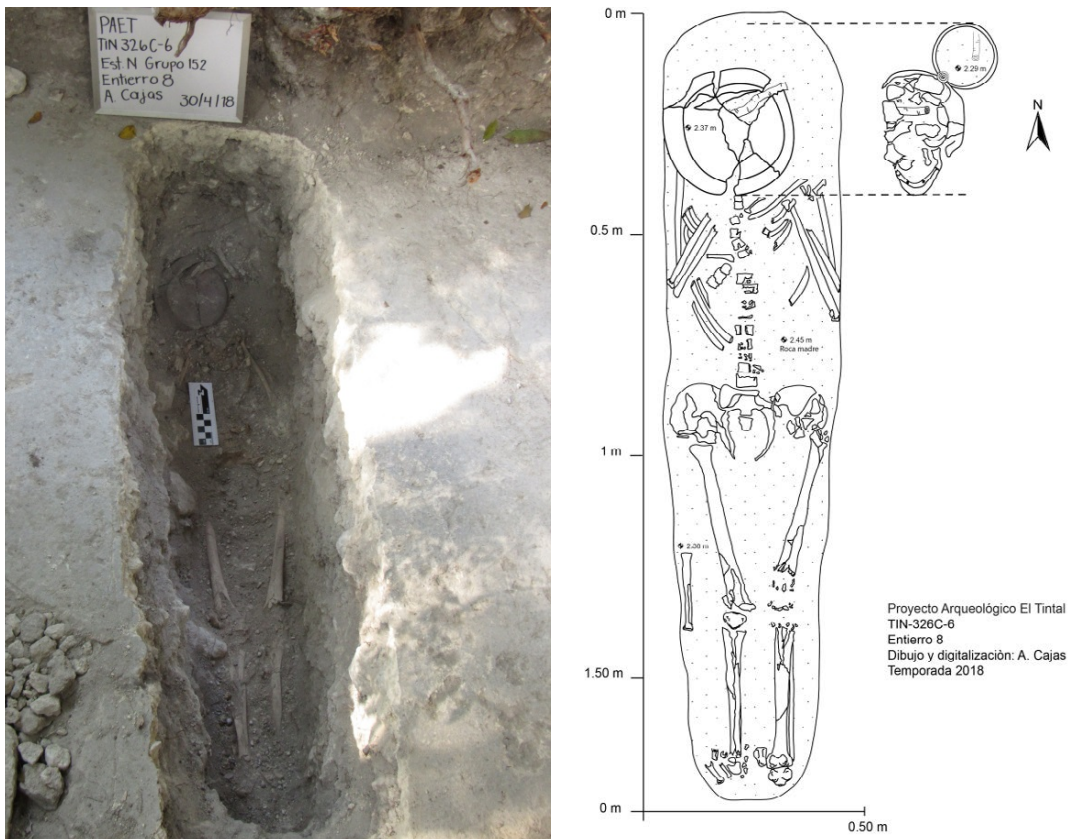 PAET
TIN 326C-6
Est. N Grupo 152
Entierro 8
A Cajas 30/4/18
0 m
2.29 m
N
2.37 m
0.5 m
2.45 m
Roca madre
1 m
Proyecto Arqueológico El Tintal
TIN-326C-6
Entierro 8
Dibujo y digitalizaciòn: A. Cajas
Temporada 2018
1.50 m
0 m
0.50 m